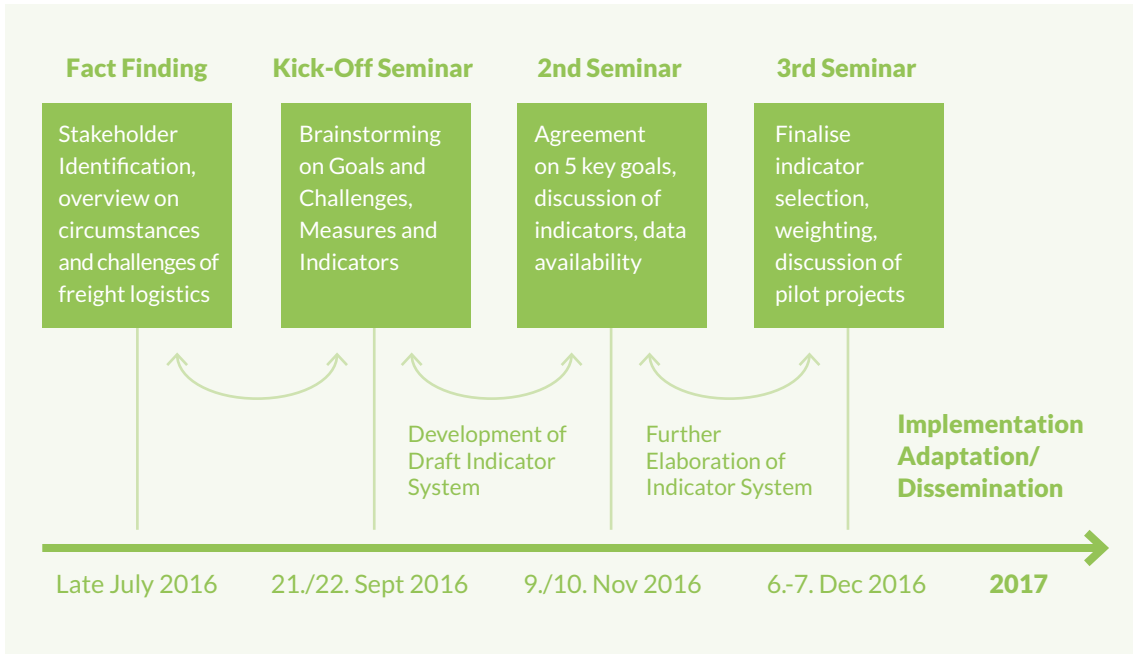 Fact Finding
Stakeholder
Identification,
overview on
circumstances
and challenges of
freight logistics
Kick-Off Seminar
Brainstorming
on Goals and
Challenges,
Measures and
Indicators
2nd Seminar
Agreement
on 5 key goals,
discussion of
indicators, data
availability
3rd Seminar
Finalise
indicator
selection,
weighting,
discussion of
pilot projects
Development of
Draft Indicator
System
Further
Elaboration of
Indicator System
Implementation
Adaptation/
Dissemination
Late July 2016
21./22. Sept 2016
9./10. Nov 2016
6.-7. Dec 2016
2017